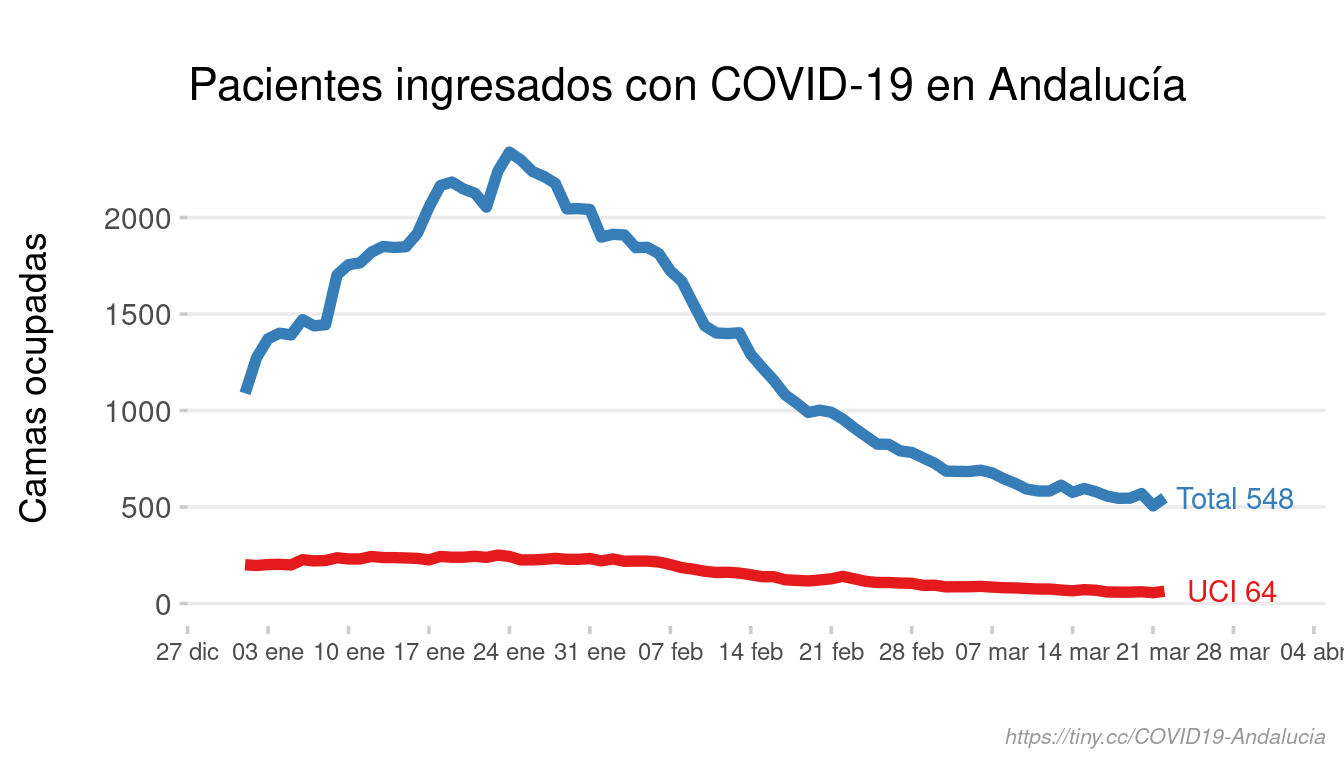 Pacientes ingresados con COVID-19 en Andalucía
Camas ocupadas
2000
1500
1000
500
0
Total 548
UCI 64
27 dic 03 ene 10 ene 17 ene 24 ene 31 ene 07 feb 14 feb 21 feb 28 feb 07 mar 14 mar 21 mar 28 mar 04 abr
https://tiny.cc/COVID19-Andalucia